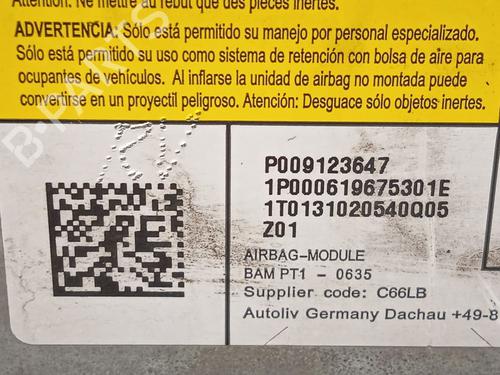 Attention: Ne mettre au rebut que des pièces inertes.
ADVERTENCIA: Sólo está permitido su manejo por personal especializado.
Sólo está permitido su uso como sistema de retención con bolsa de aire para
ocupantes de vehículos. Al inflarse la unidad de airbag no montada puede
convertirse en un proyectil peligroso. Atención: Desguace sólo objetos inertes.
B-PARTS
P009123647
1P000619675301E
1T0131020540Q05
Z01
AIRBAG-MODULE
BAM PT1 - 0635
Supplier code: C66LB
Autoliv Germany Dachau +49-8